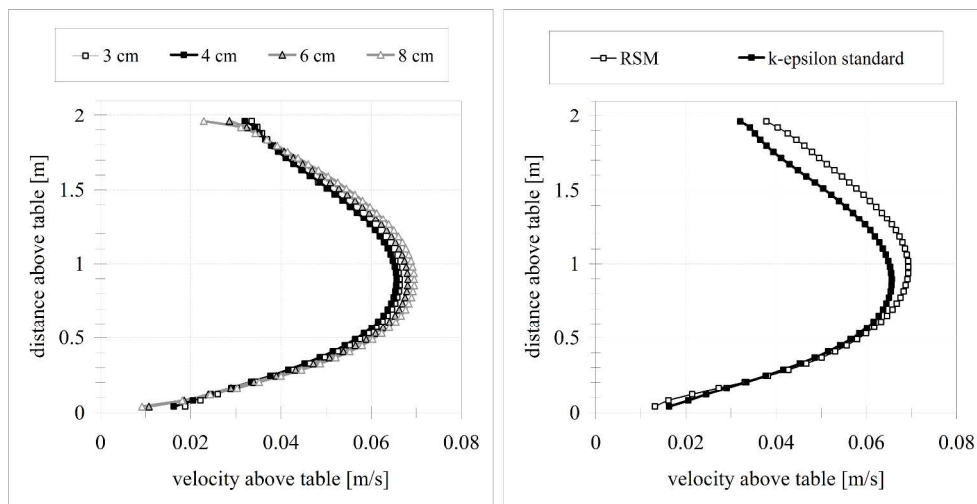 3 cm 4 cm 6 cm 8 cm
2
1.5
1
0.5
0
distance above table [m]
0 0.02 0.04 0.06 0.08
velocity above table [m/s]
RSM k-epsilon standard
2
1.5
1
0.5
0
distance above table [m]
0 0.02 0.04 0.06 0.08
velocity above table [m/s]